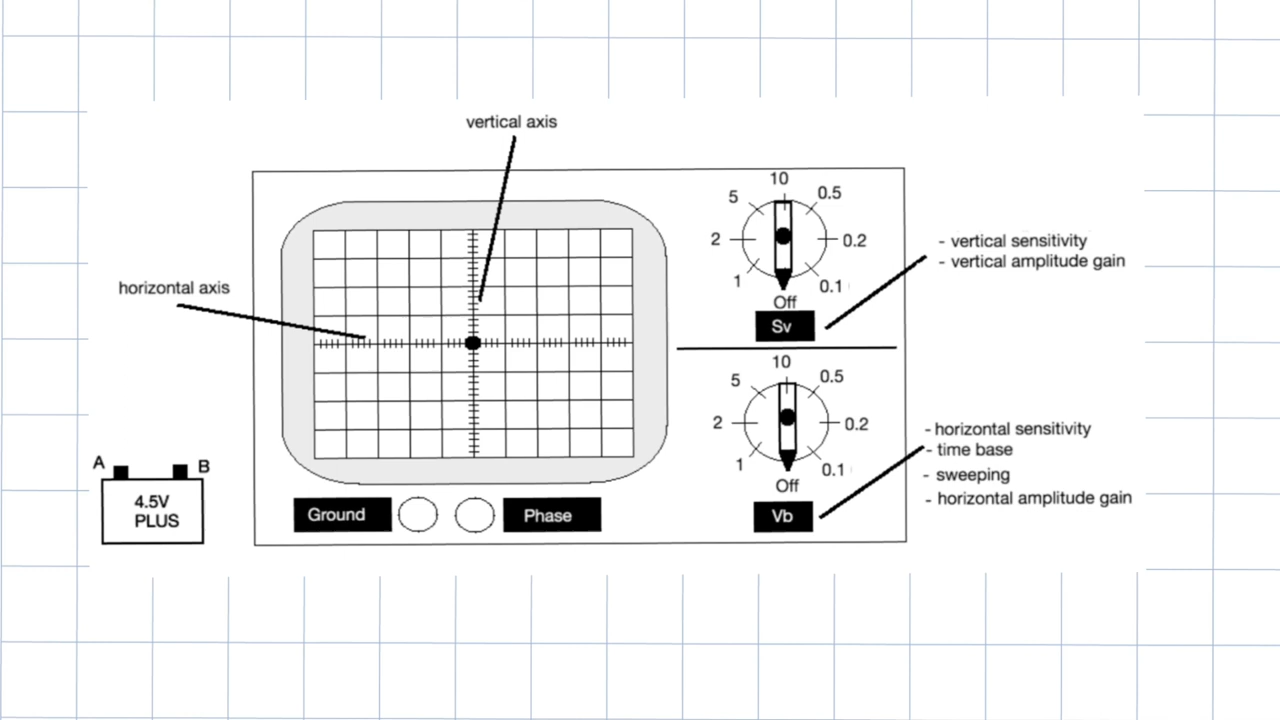 vertical axis
horizontal axis
10
5
0.5
2
0.2
1
0.1
Off
Sv
- vertical sensitivity
- vertical amplitude gain
10
5
0.5
2
0.2
1
0.1
Off
Vb
- horizontal sensitivity
- time base
- sweeping
- horizontal amplitude gain
A
B
4.5V
PLUS
Ground
Phase